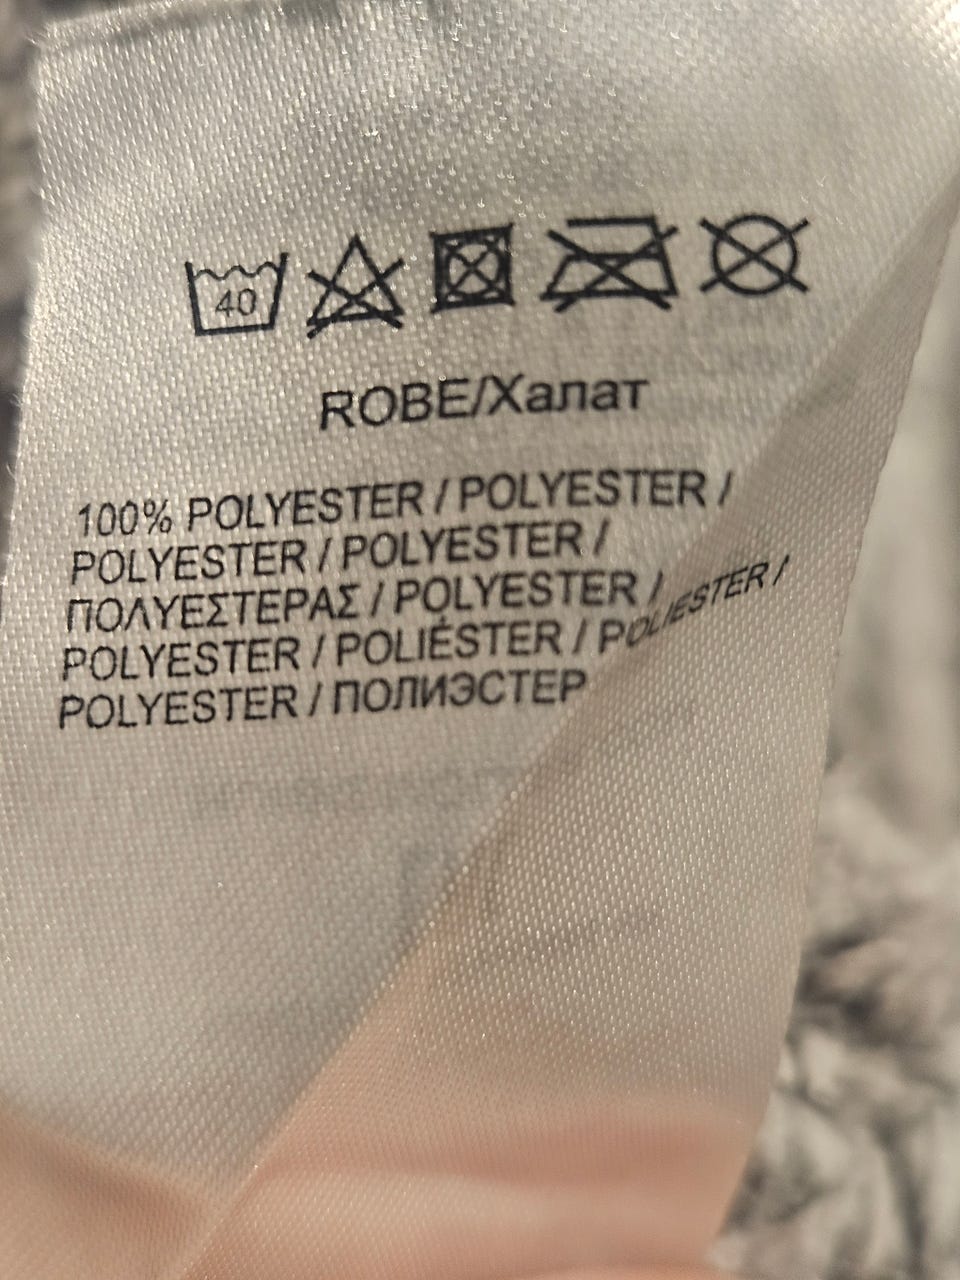 40
ROBE/Халат
100% POLYESTER / POLYESTER /
POLYESTER / POLYESTER /
ΠΟΛΥΕΣΤΕΡΑΣ / POLYESTER /
POLYESTER / POLIÉSTER / POLIESTER /
POLYESTER / ПОЛИЭСТЕР